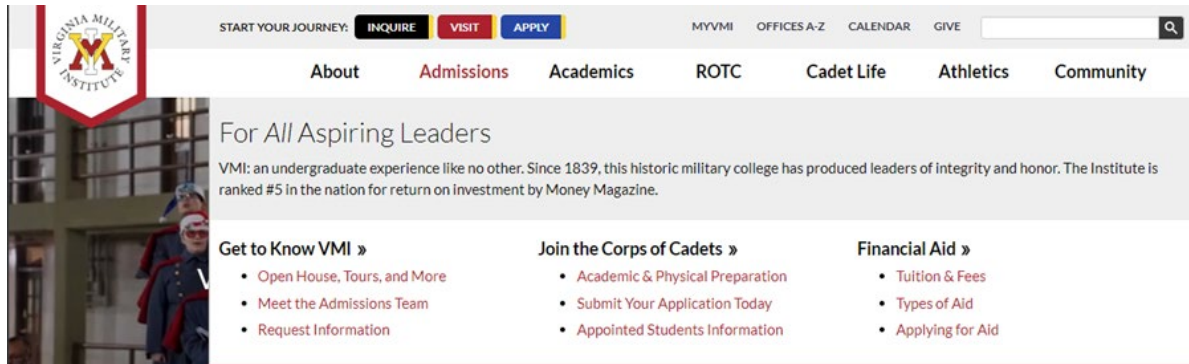 VIRGINIA MILITARY INSTITUTE
START YOUR JOURNEY: INQUIRE VISIT APPLY MYVMI OFFICES A-Z CALENDAR GIVE
About Admissions Academics ROTC Cadet Life Athletics Community
For All Aspiring Leaders
VMI: an undergraduate experience like no other. Since 1839, this historic military college has produced leaders of integrity and honor. The Institute is
ranked #5 in the nation for return on investment by Money Magazine.
Get to Know VMI »
• Open House, Tours, and More
• Meet the Admissions Team
• Request Information
Join the Corps of Cadets »
• Academic & Physical Preparation
• Submit Your Application Today
• Appointed Students Information
Financial Aid »
• Tuition & Fees
• Types of Aid
• Applying for Aid